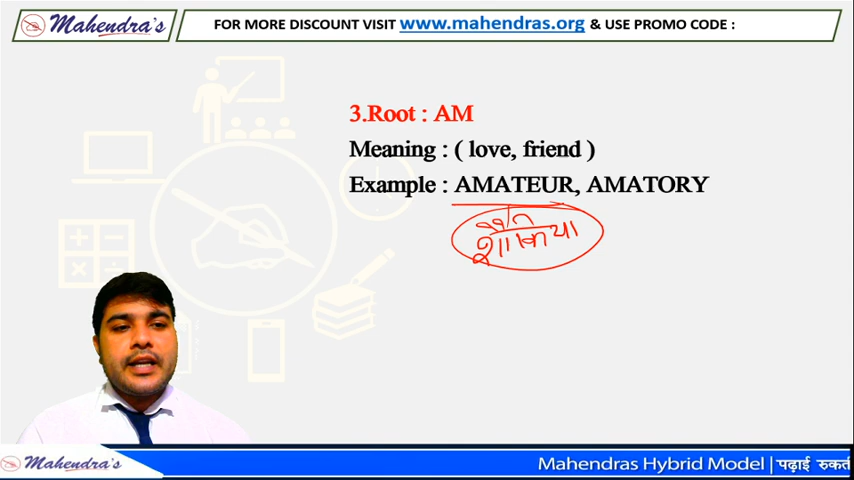 Mahendra's
FOR MORE DISCOUNT VISIT www.mahendras.org & USE PROMO CODE :
3.Root : AM
Meaning : ( love, friend )
Example : AMATEUR, AMATORY
शौकिया
Mahendra's
Mahendras Hybrid Model | पढ़ाई रुकती